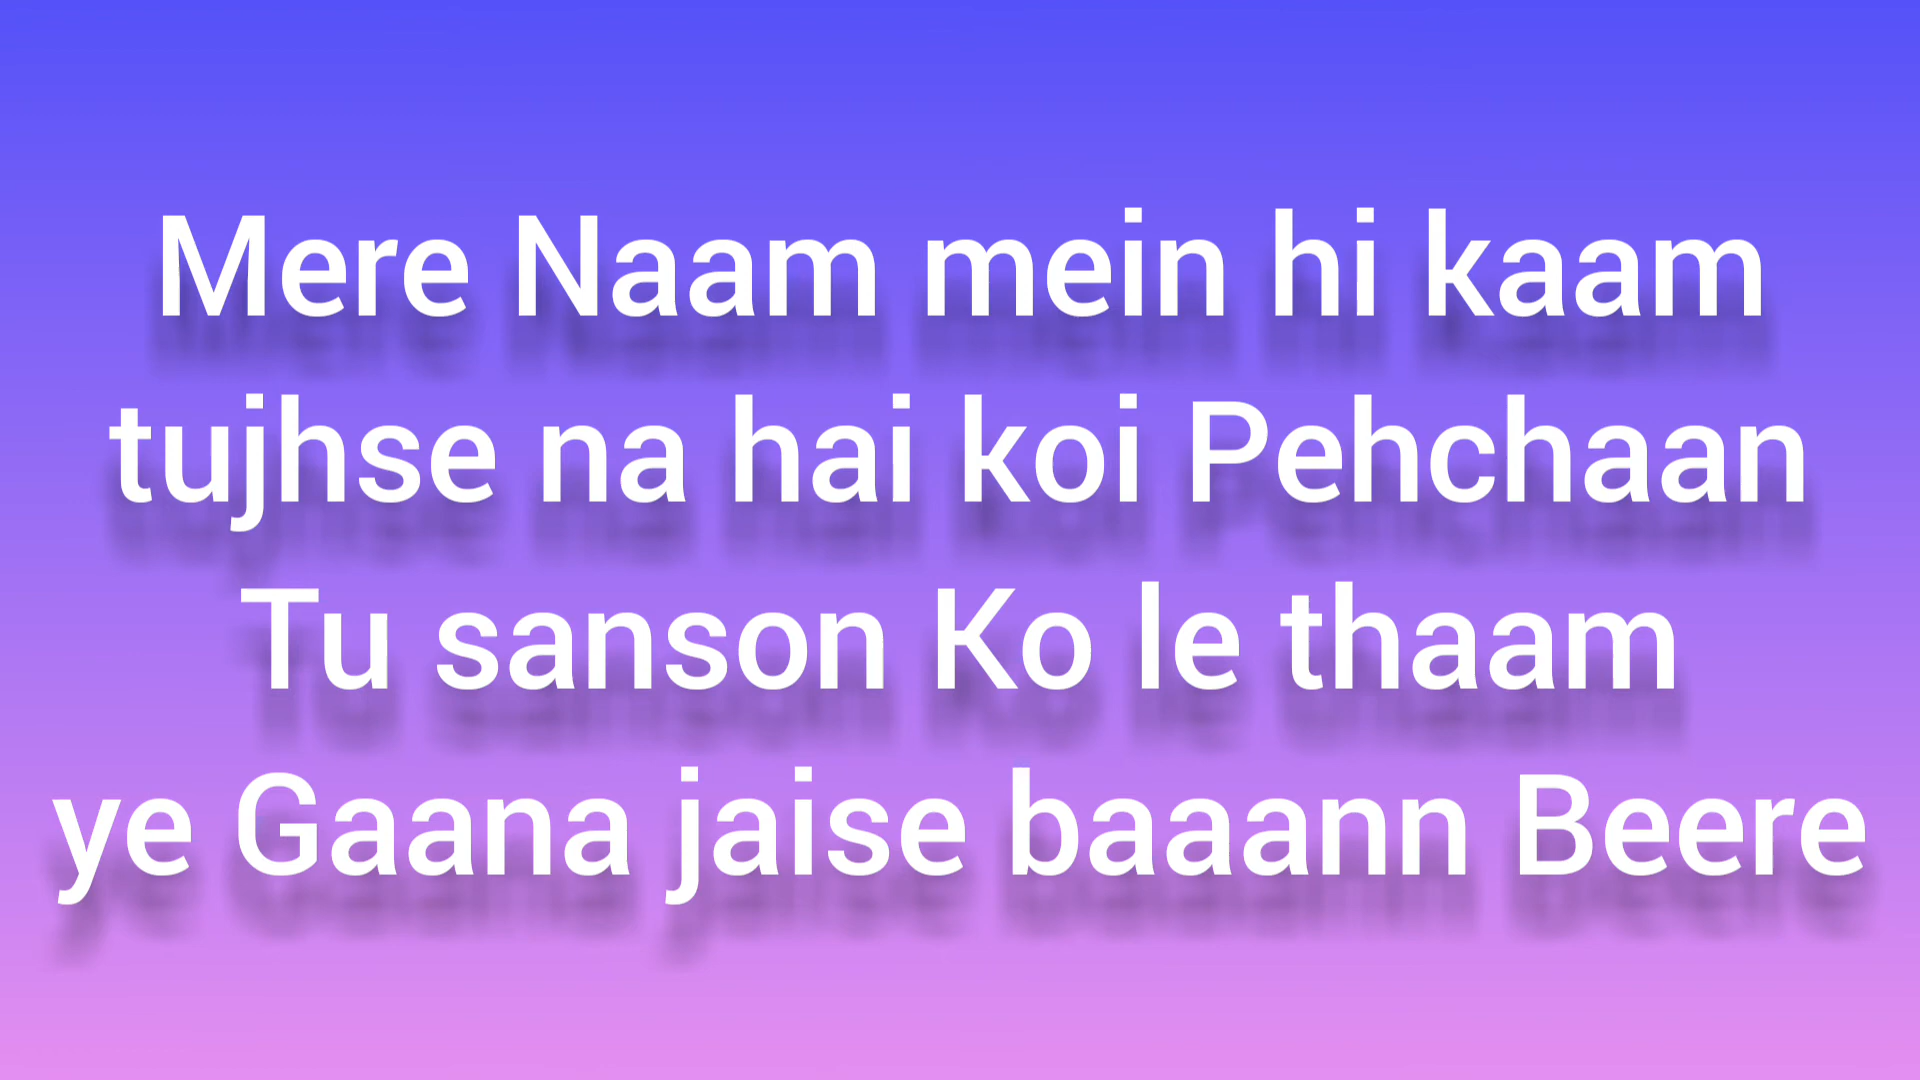 Mere Naam mein hi kaam
tujhse na hai koi Pehchaan
Tu sanson Ko le thaam
ye Gaana jaise baaann Beere